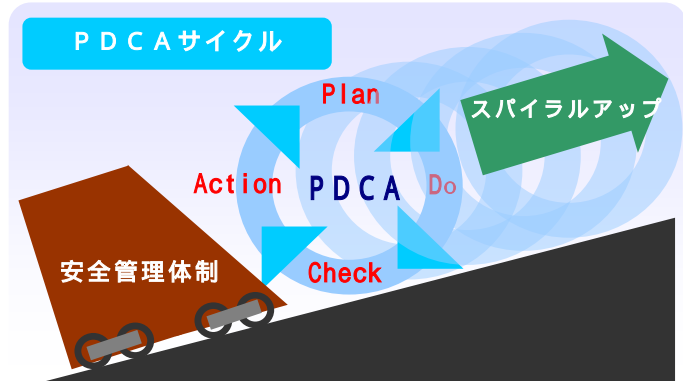 ＰＤＣＡサイクル
Plan
スパイラルアップ
Action
ＰＤＣＡ
Do
安全管理体制
Check